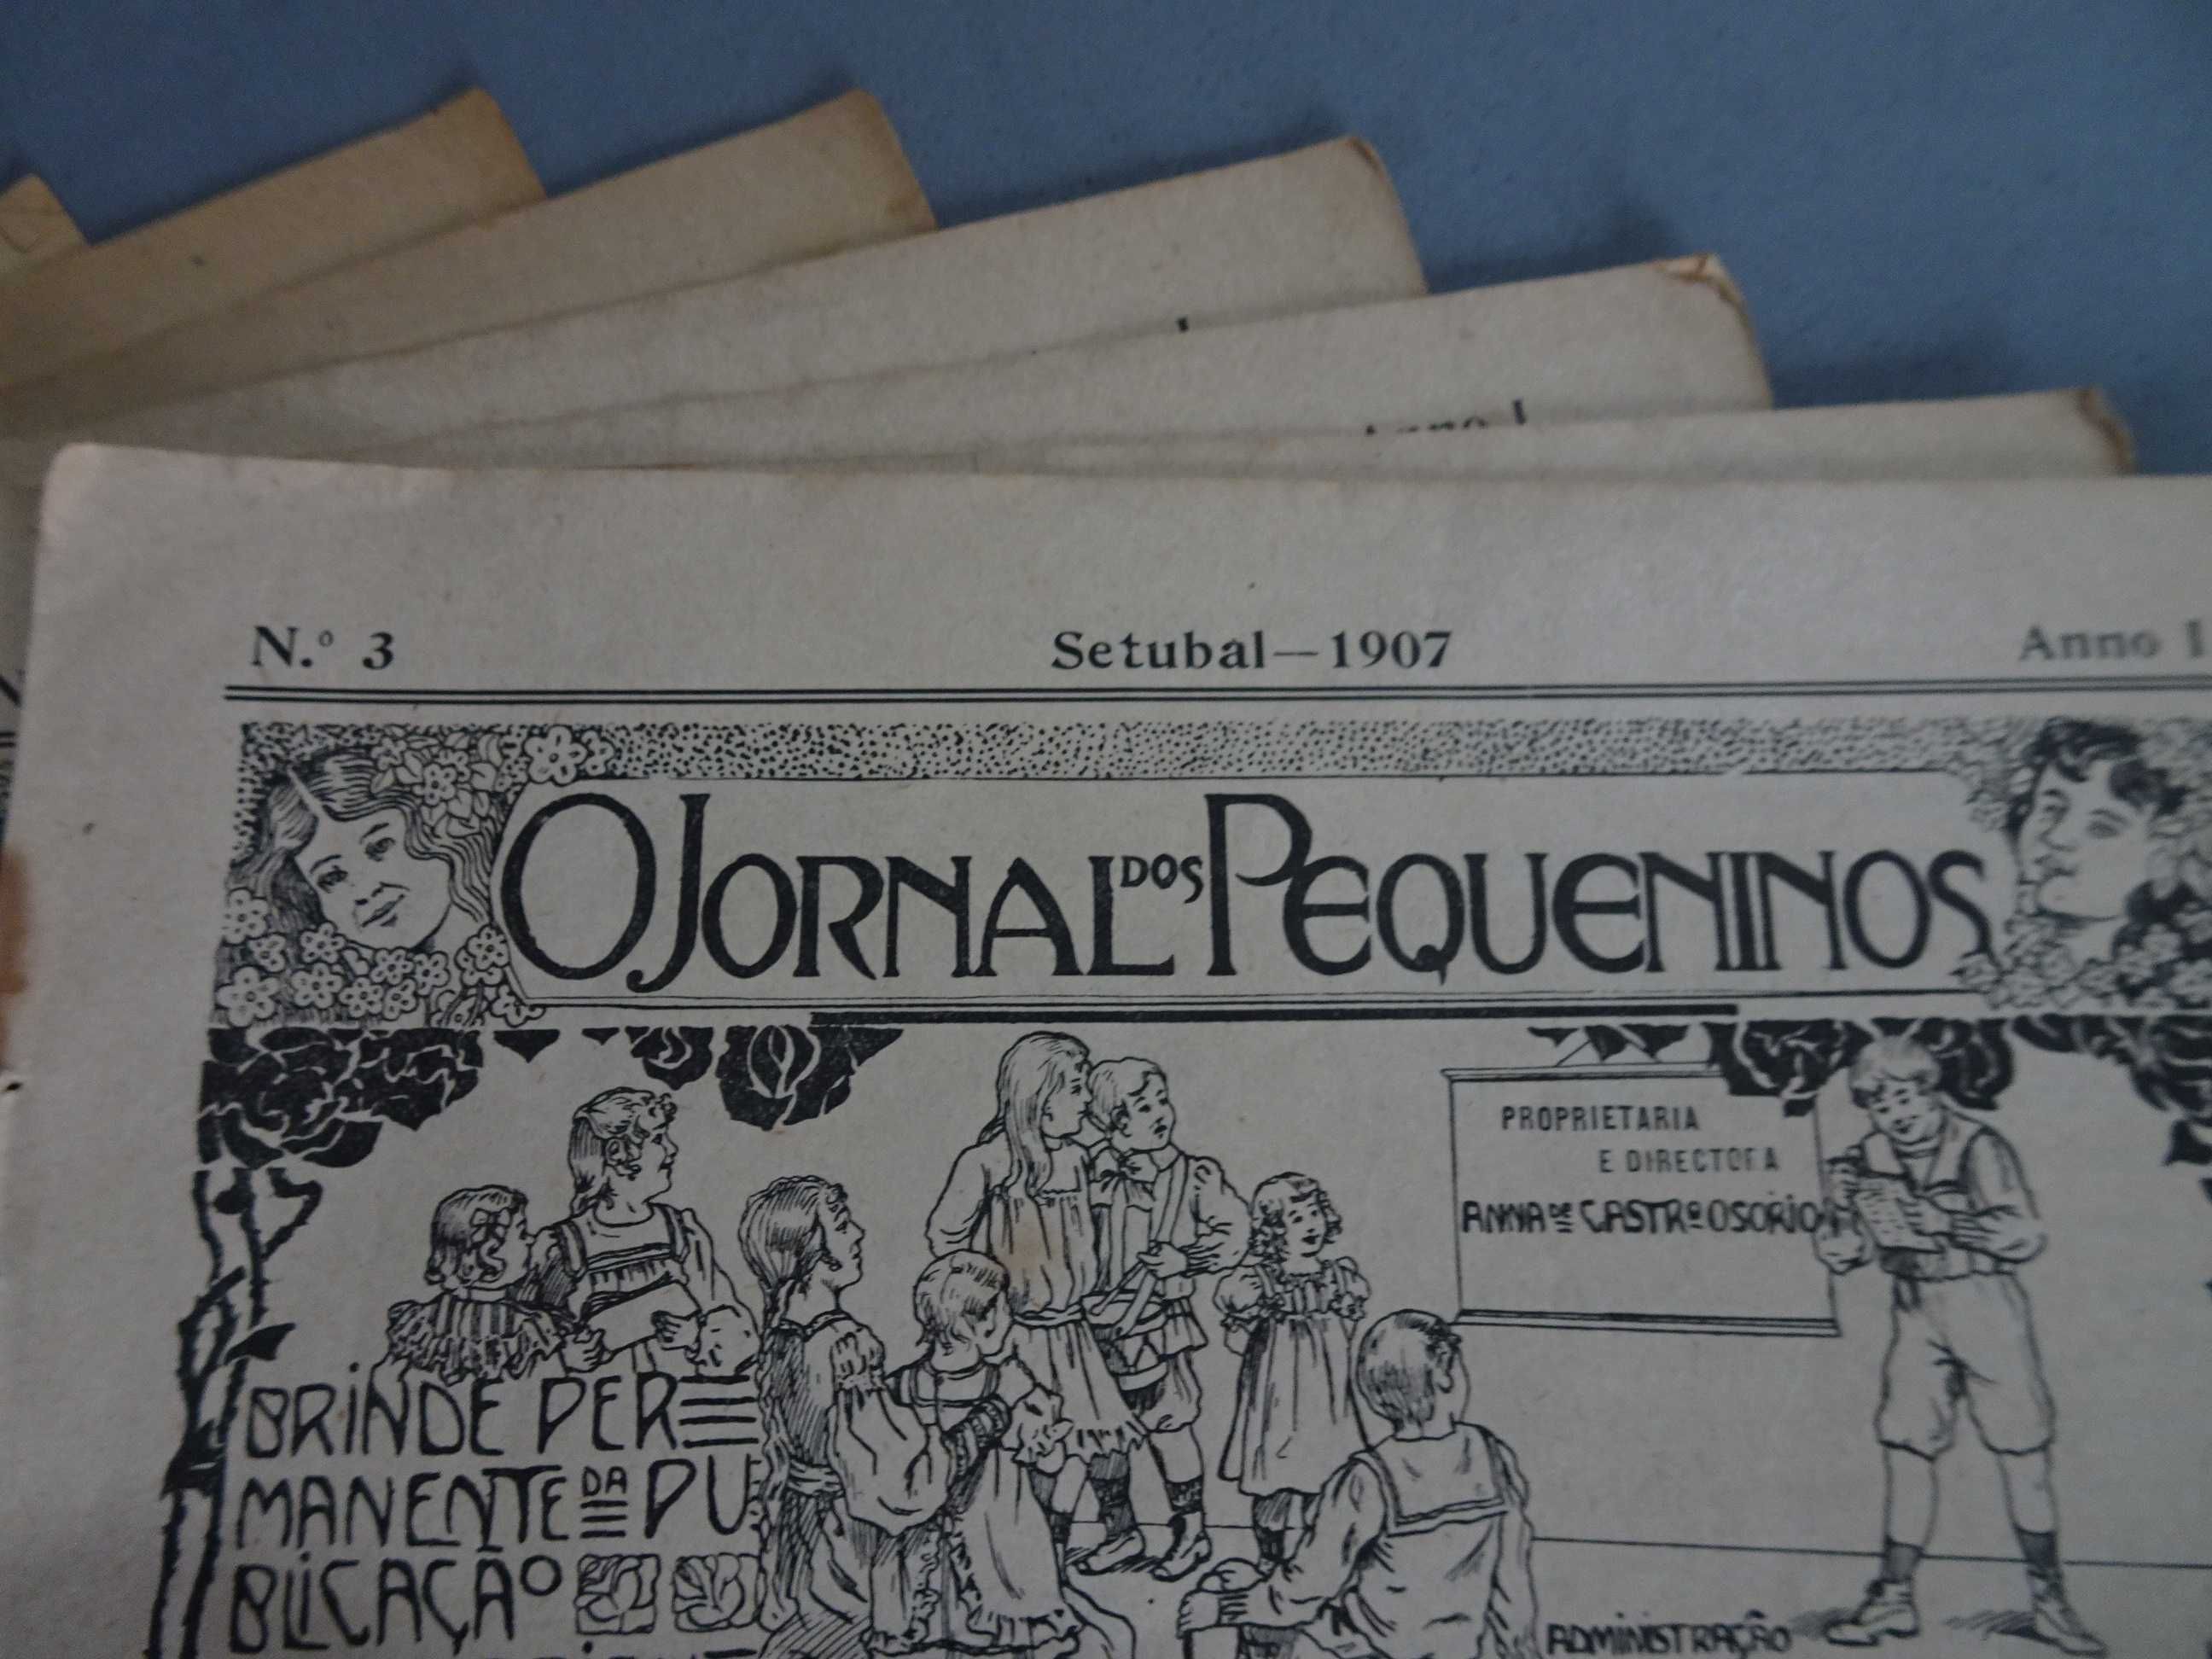 N.º 3 Setubal—1907 Anno I
O JORNAL DOS PEQUENINOS
PROPRIETARIA
E DIRECTORA
ANNA DE CASTRO OSORIO
BRINDE PER
MANENTE DA PU
BLICAÇÃO
ADMINISTRAÇÃO